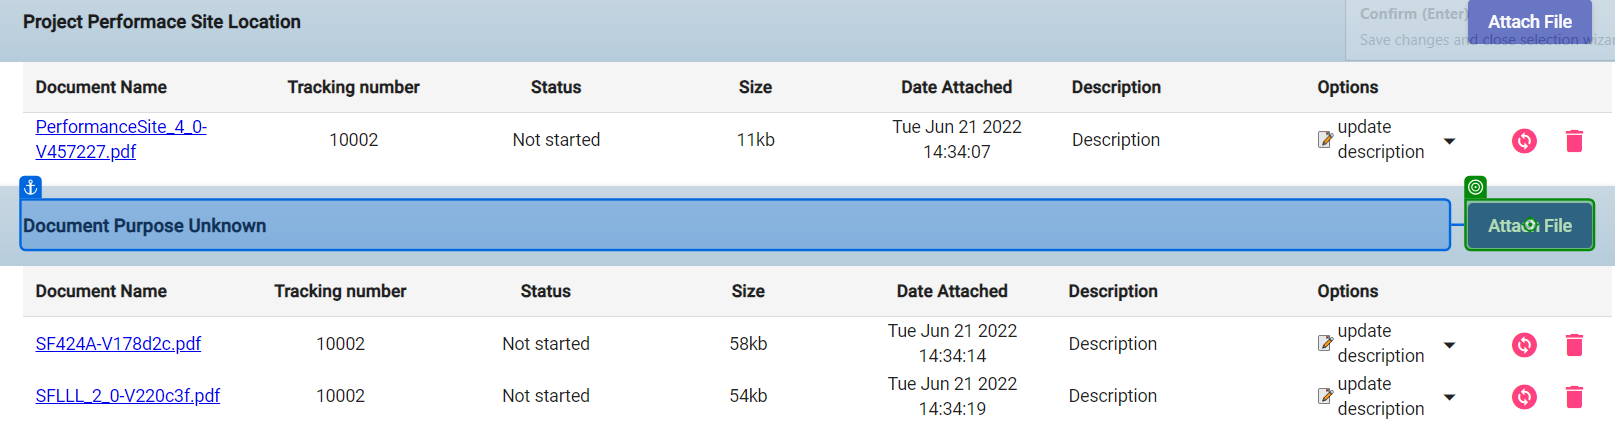 Project Performace Site Location
Confirm (Enter)
Attach File
Save changes and close selection wizar
Document Name Tracking number Status Size Date Attached Description Options
PerformanceSite_4_0-
V457227.pdf
10002 Not started 11kb
Tue Jun 21 2022
14:34:07
Description
update
description
Document Purpose Unknown
Attach File
Document Name Tracking number Status Size Date Attached Description Options
SF424A-V178d2c.pdf 10002 Not started 58kb
Tue Jun 21 2022
14:34:14
Description
update
description
SFLLL_2_0-V220c3f.pdf 10002 Not started 54kb
Tue Jun 21 2022
14:34:19
Description
update
description